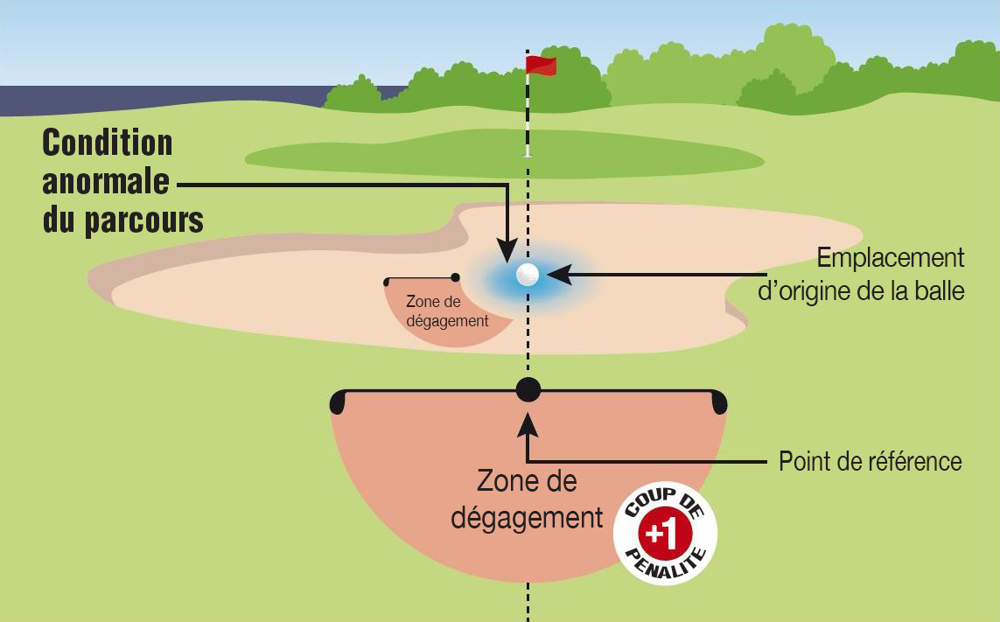 Condition
anormale
du parcours
Emplacement
d'origine de la balle
Zone de
dégagement
Point de référence
Zone de
dégagement
COUP DE
+1
PENALITE